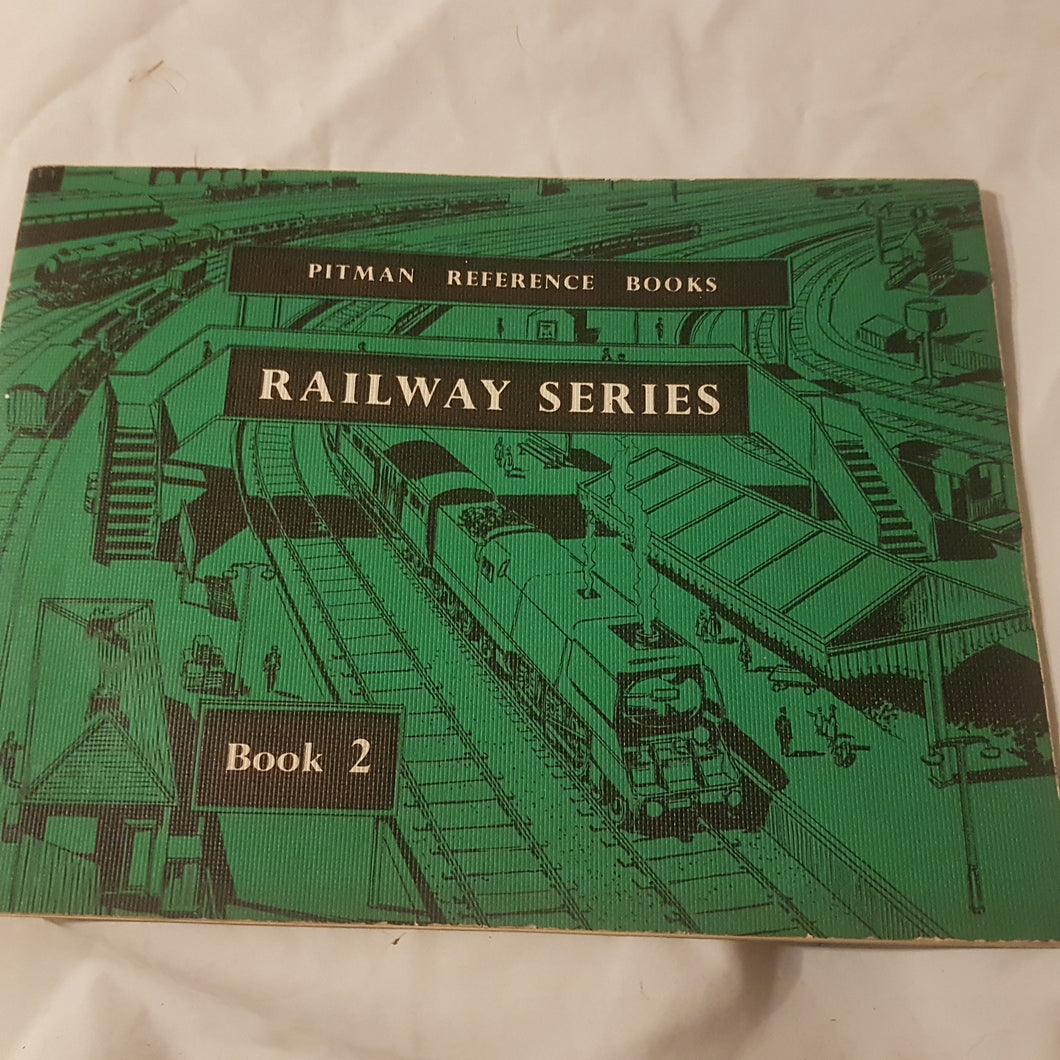 PITMAN REFERENCE BOOKS
RAILWAY SERIES
Book 2